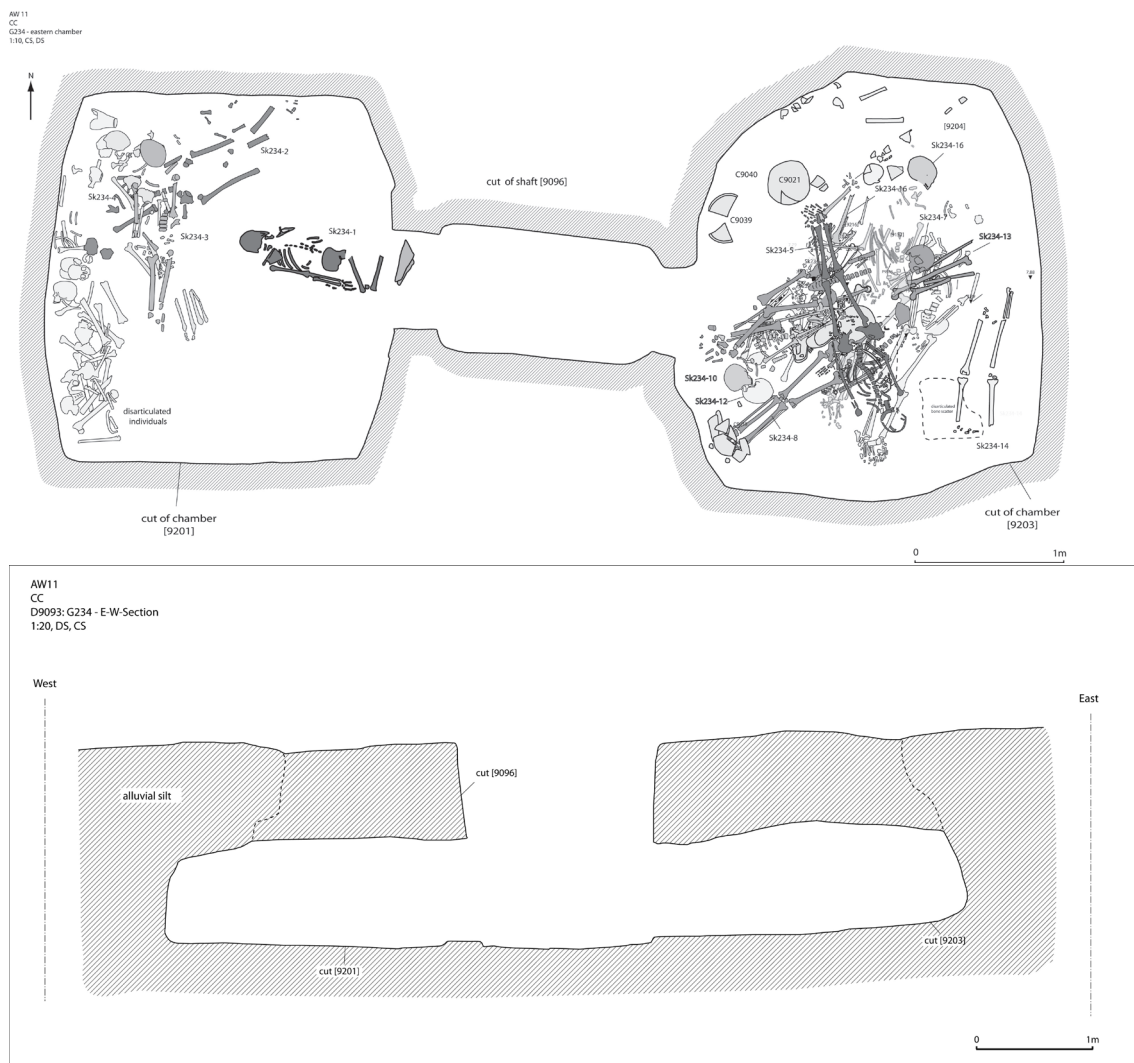 AW 11
CC
G234 - eastern chamber
1:10, CS, DS
N
Sk234-2
Sk234-3
Sk234-1
disarticulated
individuals
cut of chamber
[9201]
cut of shaft [9096]
[9204]
Sk234-16
C9040
C9021
C9039
Sk234-16
Sk234-7
Sk234-13
Sk234-5
Sk234-10
Sk234-12
Sk234-8
disarticulated
bone scatter
Sk234-14
cut of chamber
[9203]
0 1m
AW11
CC
D9093: G234 - E-W-Section
1:20, DS, CS
West
East
cut [9096]
alluvial silt
cut [9203]
cut [9201]
0 1m